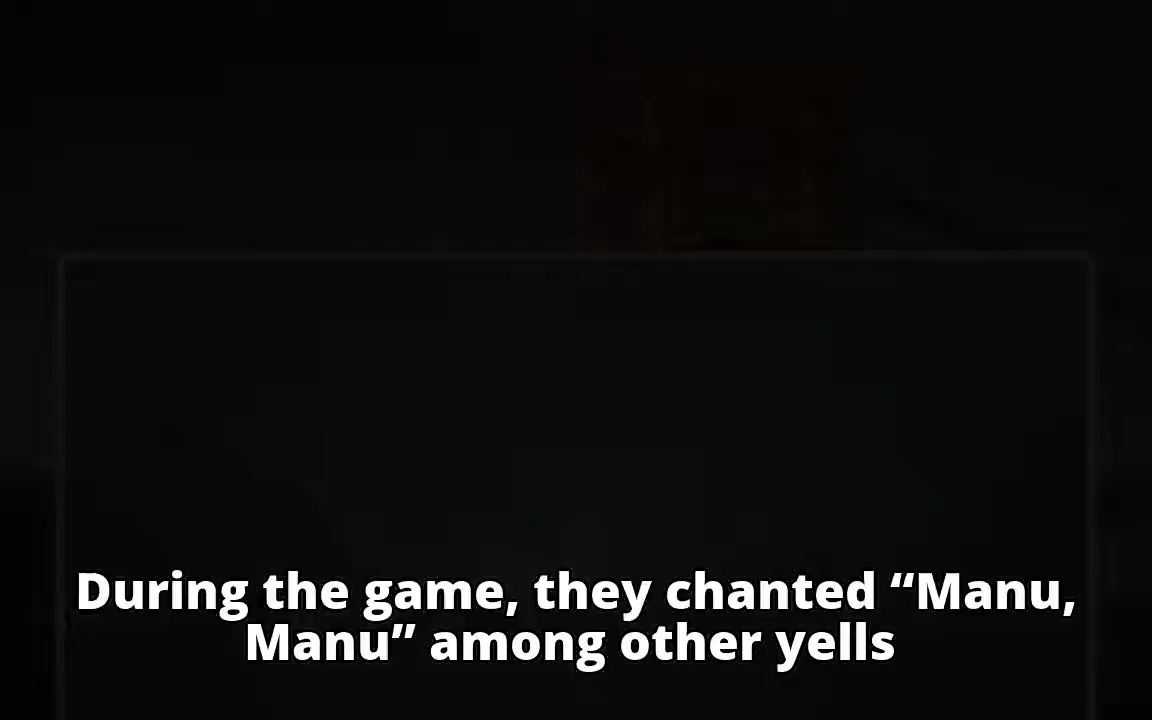 During the game, they chanted “Manu,
Manu” among other yells